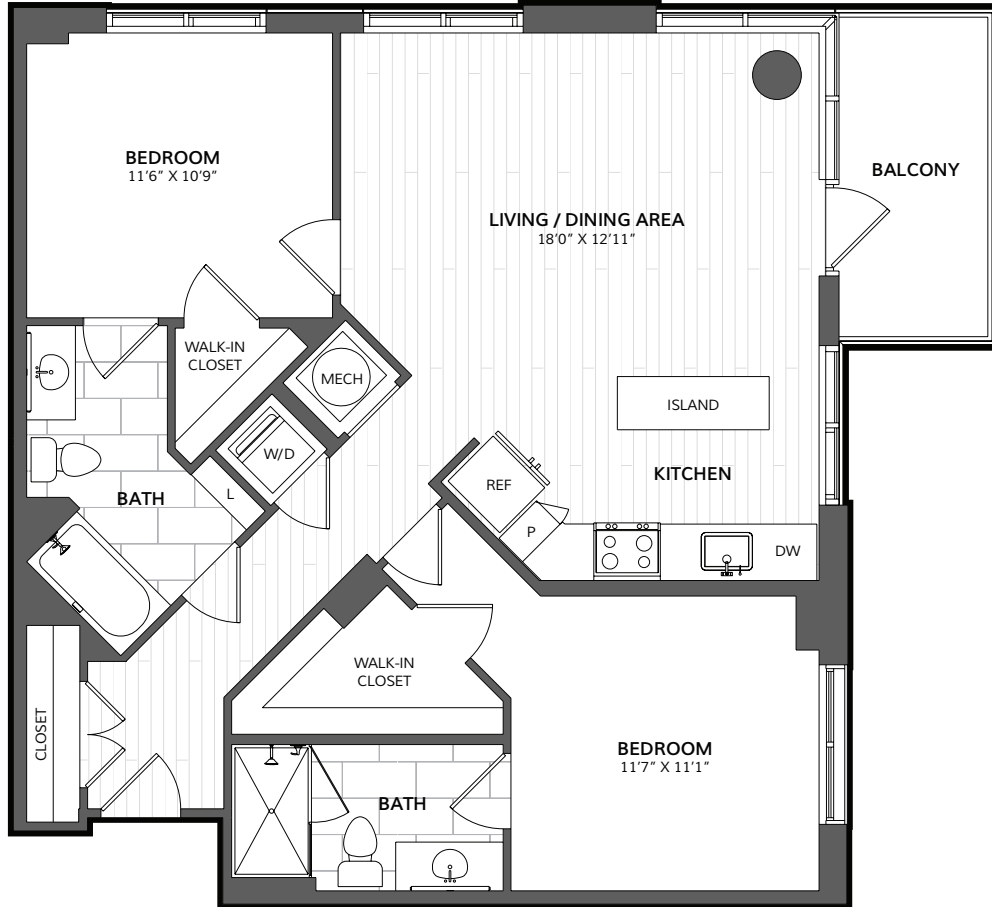 BEDROOM
11’6” X 10’9”
BALCONY
LIVING / DINING AREA
18’0” X 12’11”
WALK-IN
CLOSET
MECH
ISLAND
W/D
KITCHEN
REF
L
BATH
P
DW
WALK-IN
CLOSET
CLOSET
BEDROOM
11’7” X 11’1”
BATH